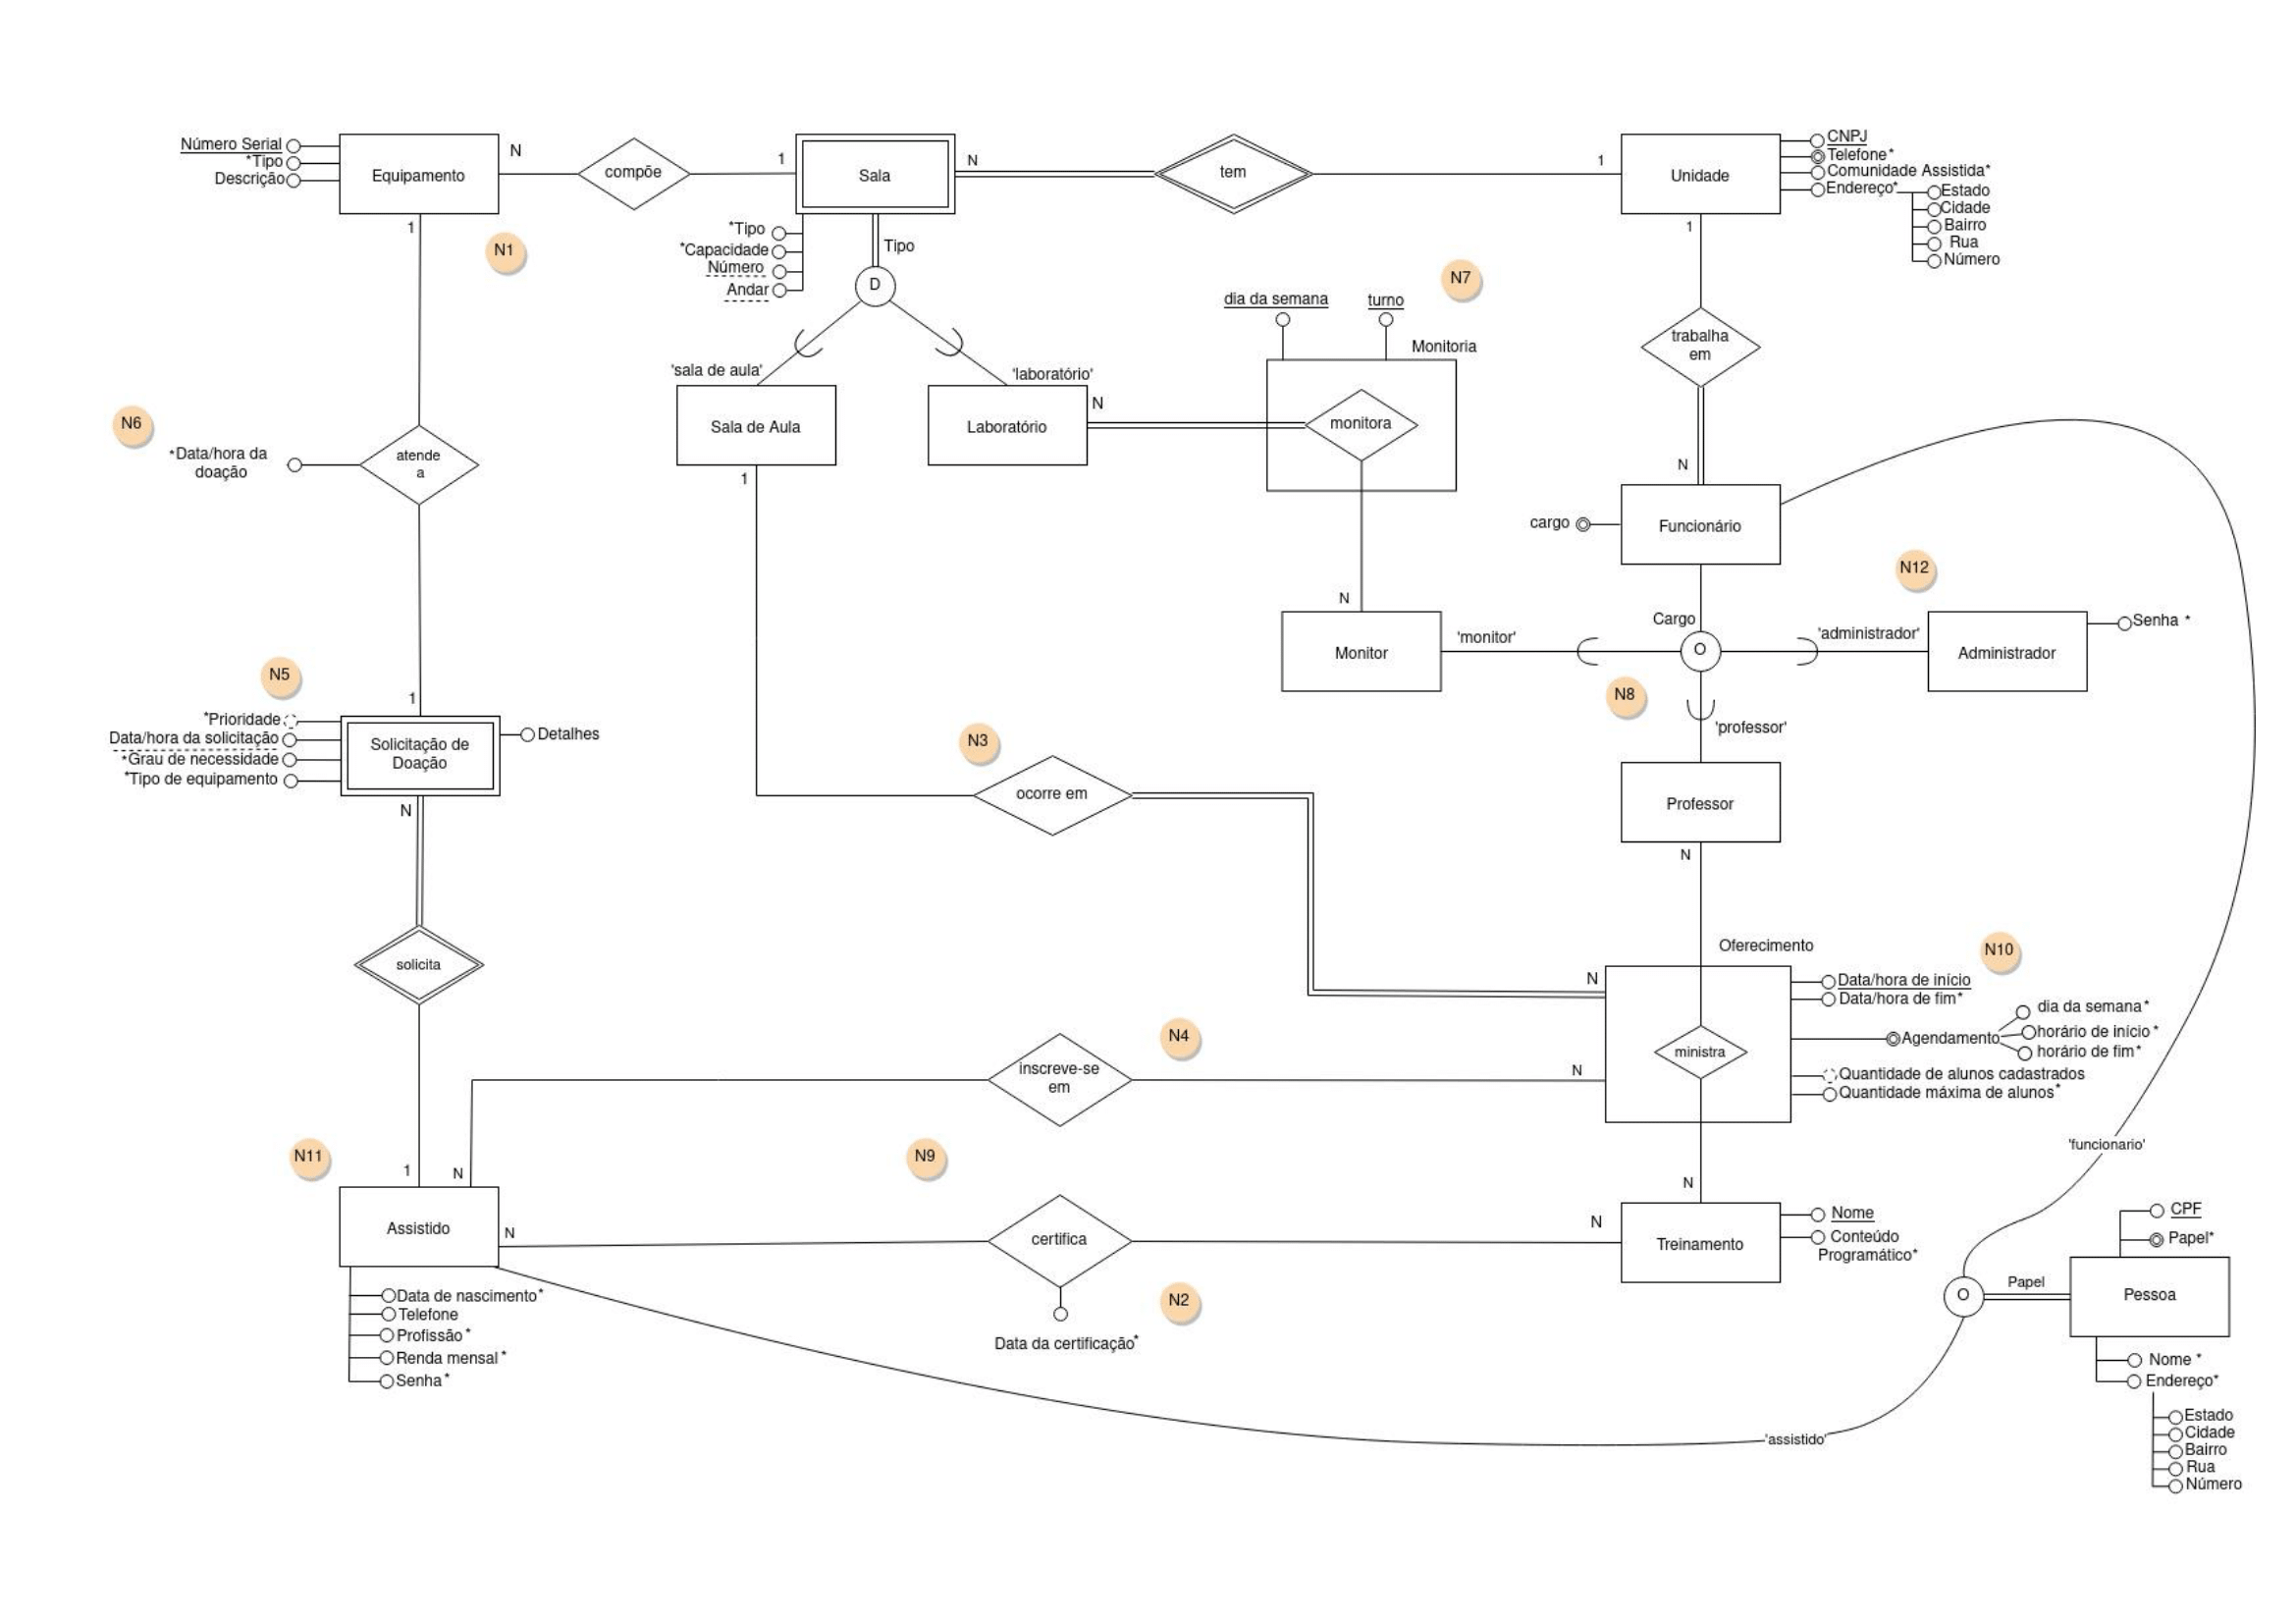 Número Serial
*Tipo
Descrição
Equipamento
N
compõe
1
Sala
N
tem
1
Unidade
CNPJ
Telefone*
Comunidade Assistida*
Endereço*
Estado
Cidade
Bairro
Rua
Número
1
N1
*Tipo
*Capacidade
Número
Andar
Tipo
D
1
N7
dia da semana
turno
Monitoria
trabalha
em
'sala de aula'
'laboratório'
Sala de Aula
Laboratório
N
monitora
N6
*Data/hora da
doação
atende
a
1
N
cargo
Funcionário
N12
N
Cargo
Monitor
'monitor'
O
'administrador'
Administrador
Senha *
N5
1
N8
*Prioridade
Data/hora da solicitação
*Grau de necessidade
*Tipo de equipamento
Solicitação de
Doação
Detalhes
N3
'professor'
N
ocorre em
Professor
N
Oferecimento
N10
solicita
N
Data/hora de início
Data/hora de fim*
dia da semana*
Agendamento
horário de início *
horário de fim*
N4
inscreve-se
em
N
ministra
Quantidade de alunos cadastrados
Quantidade máxima de alunos*
N11
N9
'funcionario'
1
N
N
Assistido
N
certifica
N
Treinamento
Nome
Conteúdo
Programático*
CPF
Papel*
Data de nascimento*
Telefone
Profissão *
Renda mensal *
Senha *
N2
Data da certificação*
O
Papel
Pessoa
Nome *
Endereço*
Estado
Cidade
Bairro
Rua
Número
'assistido'